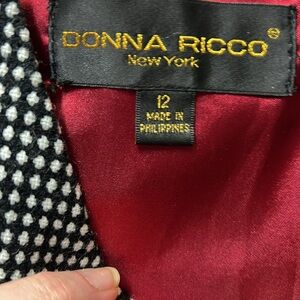 DONNA RICCO®
New York
12
MADE IN
PHILIPPINES